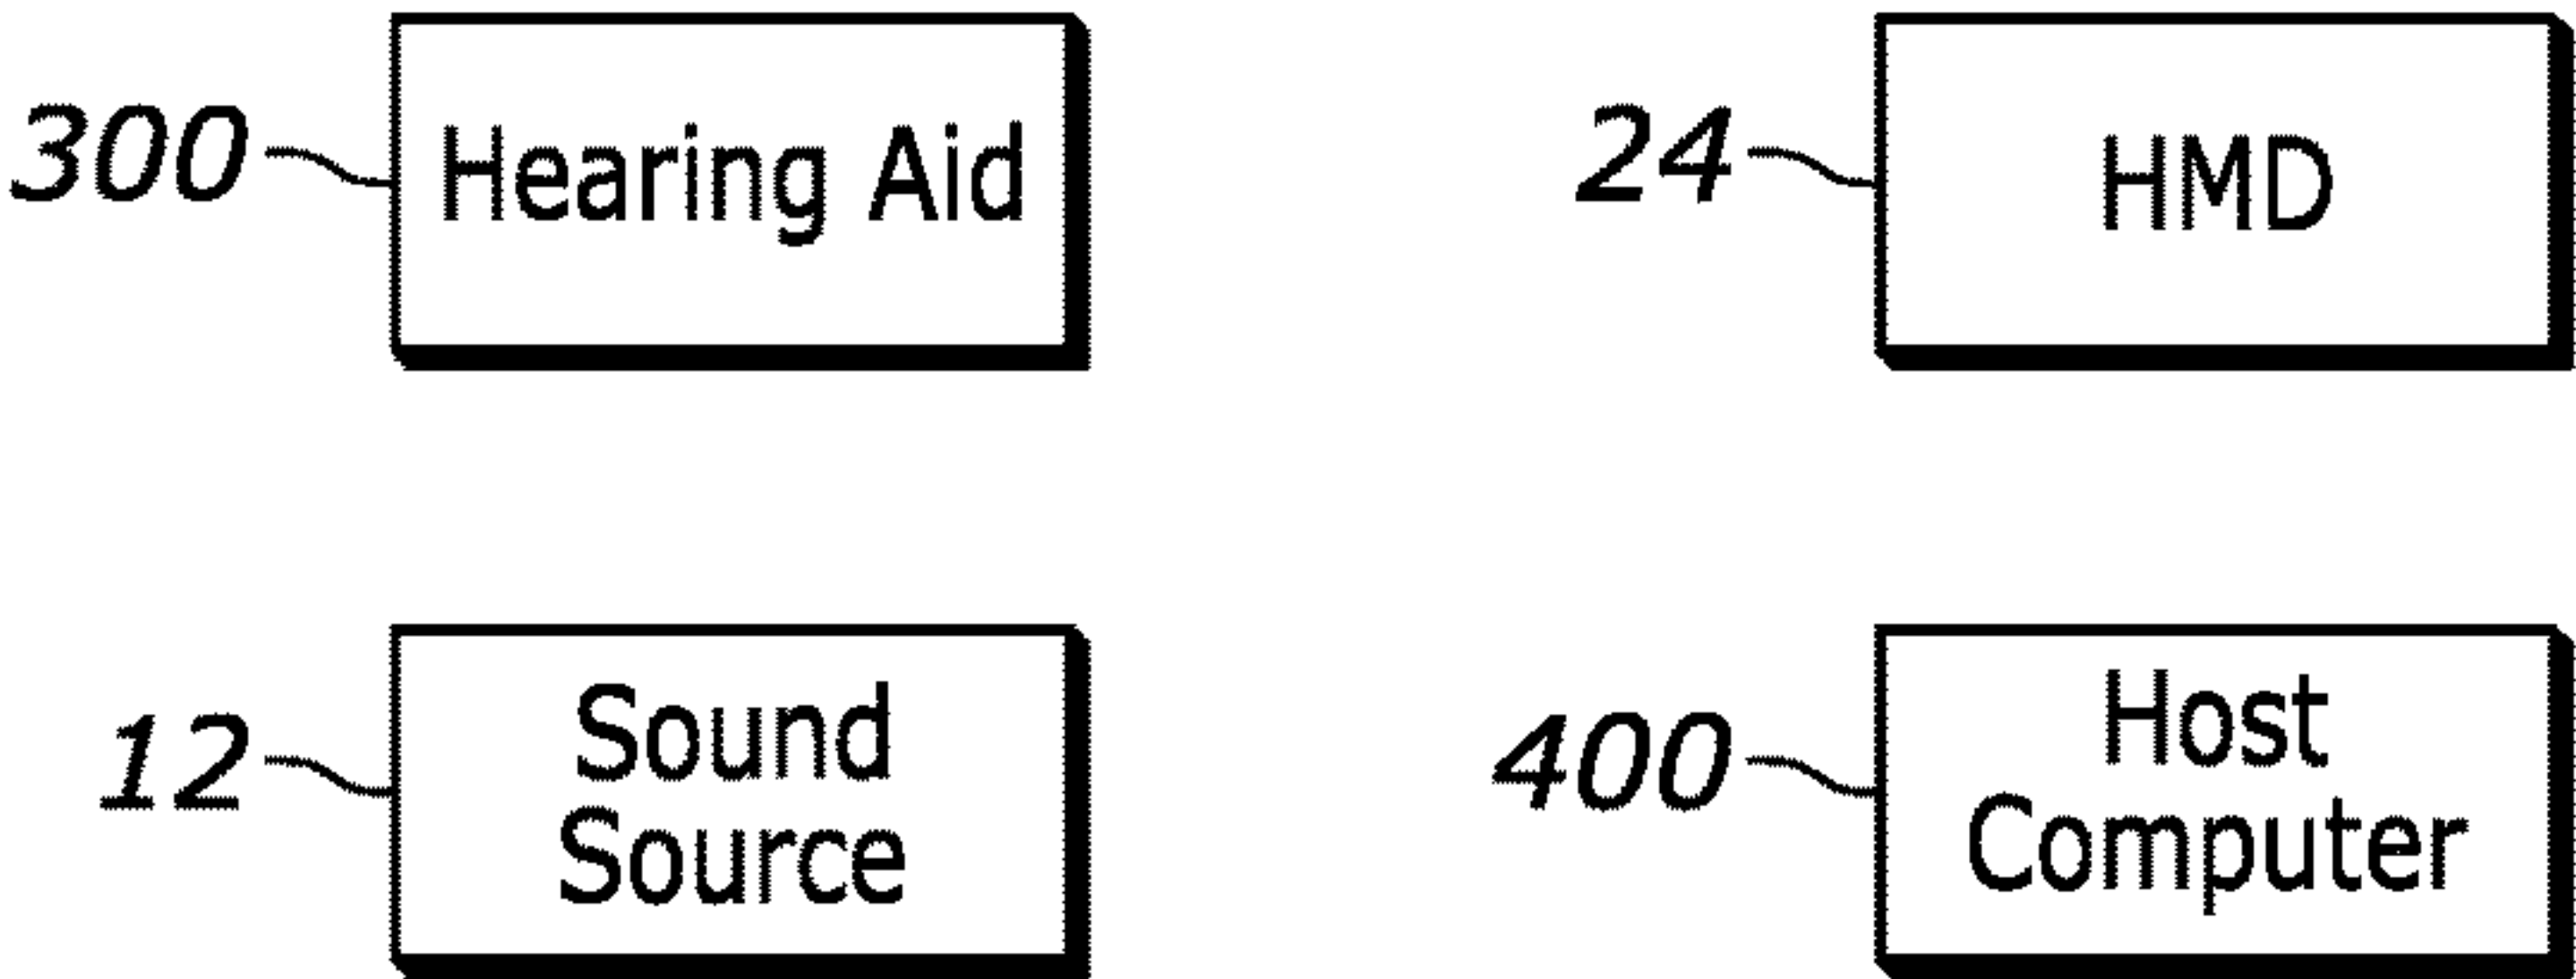 300 Hearing Aid
24 HMD
12 Sound
Source
400 Host
Computer